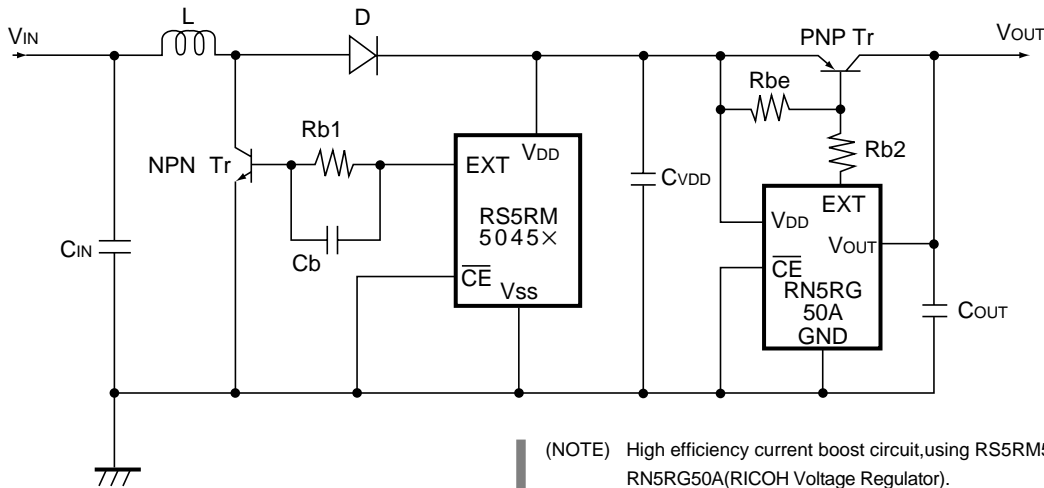 L
D
VIN
PNP Tr
VOUT
Rbe
Rb1
Rb2
NPN Tr
VDD
EXT
CVDD
EXT
RS5RM
5045×
VDD
VOUT
CIN
Cb
CE
CE
Vss
RN5RG
50A
COUT
GND
(NOTE) High efficiency current boost circuit,using RS5RM5
RN5RG50A(RICOH Voltage Regulator).